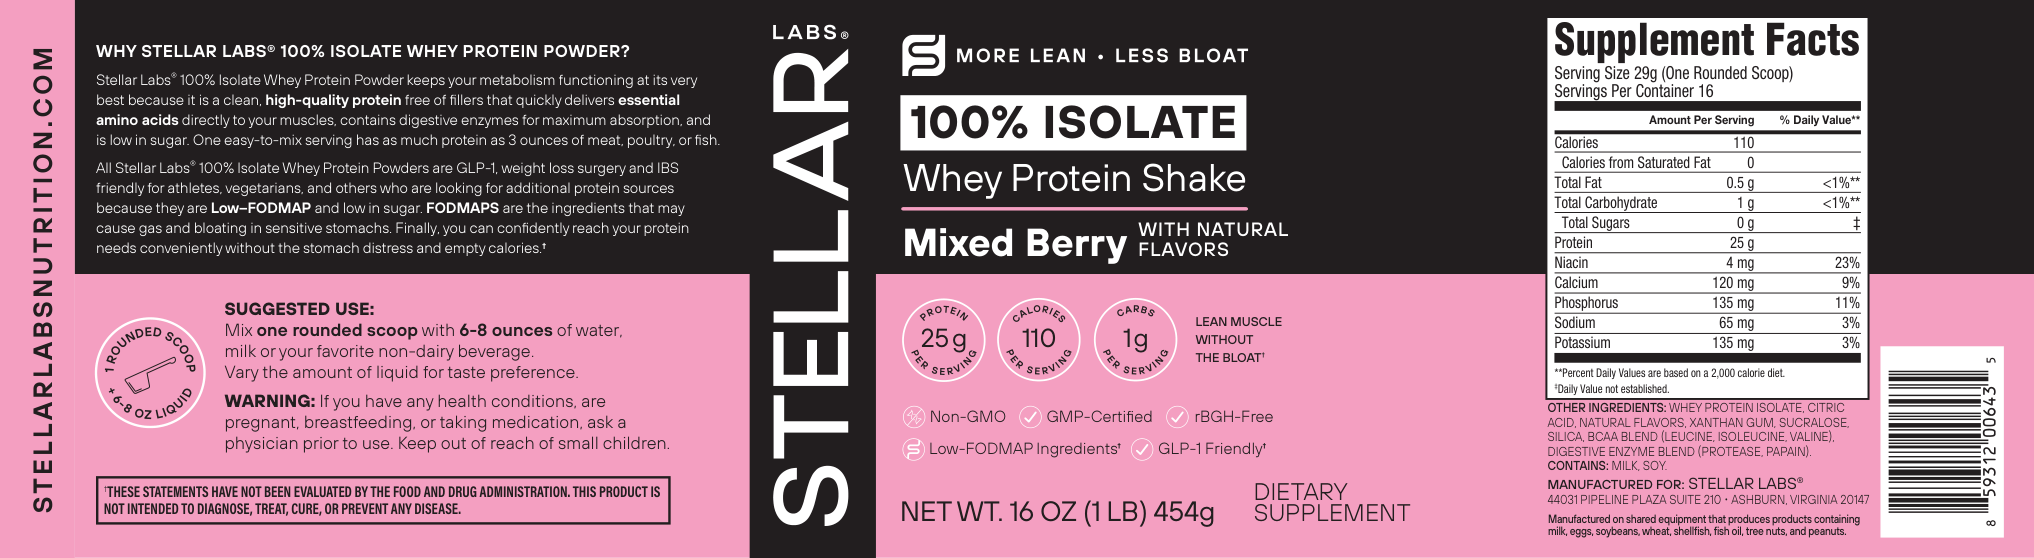 STELLARLABSNUTRITION.COM
WHY STELLAR LABS® 100% ISOLATE WHEY PROTEIN POWDER?
Stellar Labs® 100% Isolate Whey Protein Powder keeps your metabolism functioning at its very
best because it is a clean, high-quality protein free of fillers that quickly delivers essential
amino acids directly to your muscles, contains digestive enzymes for maximum absorption, and
is low in sugar. One easy-to-mix serving has as much protein as 3 ounces of meat, poultry, or fish.
All Stellar Labs® 100% Isolate Whey Protein Powders are GLP-1, weight loss surgery and IBS
friendly for athletes, vegetarians, and others who are looking for additional protein sources
because they are Low–FODMAP and low in sugar. FODMAPS are the ingredients that may
cause gas and bloating in sensitive stomachs. Finally, you can confidently reach your protein
needs conveniently without the stomach distress and empty calories.†
1 ROUNDED SCOOP
+ 6-8 OZ LIQUID
SUGGESTED USE:
Mix one rounded scoop with 6-8 ounces of water,
milk or your favorite non-dairy beverage.
Vary the amount of liquid for taste preference.
WARNING: If you have any health conditions, are
pregnant, breastfeeding, or taking medication, ask a
physician prior to use. Keep out of reach of small children.
†THESE STATEMENTS HAVE NOT BEEN EVALUATED BY THE FOOD AND DRUG ADMINISTRATION. THIS PRODUCT IS
NOT INTENDED TO DIAGNOSE, TREAT, CURE, OR PREVENT ANY DISEASE.
STELLAR
LABS®
MORE LEAN • LESS BLOAT
100% ISOLATE
Whey Protein Shake
Mixed Berry
WITH NATURAL
FLAVORS
PROTEIN
25 g
PER SERVING
CALORIES
110
PER SERVING
CARBS
1 g
PER SERVING
LEAN MUSCLE
WITHOUT
THE BLOAT†
Non-GMO
GMP-Certified
rBGH-Free
Low-FODMAP Ingredients†
GLP-1 Friendly†
NET WT. 16 OZ (1 LB) 454g
DIETARY
SUPPLEMENT
Supplement Facts
Serving Size 29g (One Rounded Scoop)
Servings Per Container 16
Amount Per Serving % Daily Value**
Calories 110
Calories from Saturated Fat 0
Total Fat 0.5 g <1%**
Total Carbohydrate 1 g <1%**
Total Sugars 0 g ‡
Protein 25 g
Niacin 4 mg 23%
Calcium 120 mg 9%
Phosphorus 135 mg 11%
Sodium 65 mg 3%
Potassium 135 mg 3%
**Percent Daily Values are based on a 2,000 calorie diet.
‡Daily Value not established.
OTHER INGREDIENTS: WHEY PROTEIN ISOLATE, CITRIC
ACID, NATURAL FLAVORS, XANTHAN GUM, SUCRALOSE,
SILICA, BCAA BLEND (LEUCINE, ISOLEUCINE, VALINE),
DIGESTIVE ENZYME BLEND (PROTEASE, PAPAIN).
CONTAINS: MILK, SOY.
MANUFACTURED FOR: STELLAR LABS®
44031 PIPELINE PLAZA SUITE 210 • ASHBURN, VIRGINIA 20147
Manufactured on shared equipment that produces products containing
milk, eggs, soybeans, wheat, shellfish, fish oil, tree nuts, and peanuts.
8 59312 00643 5